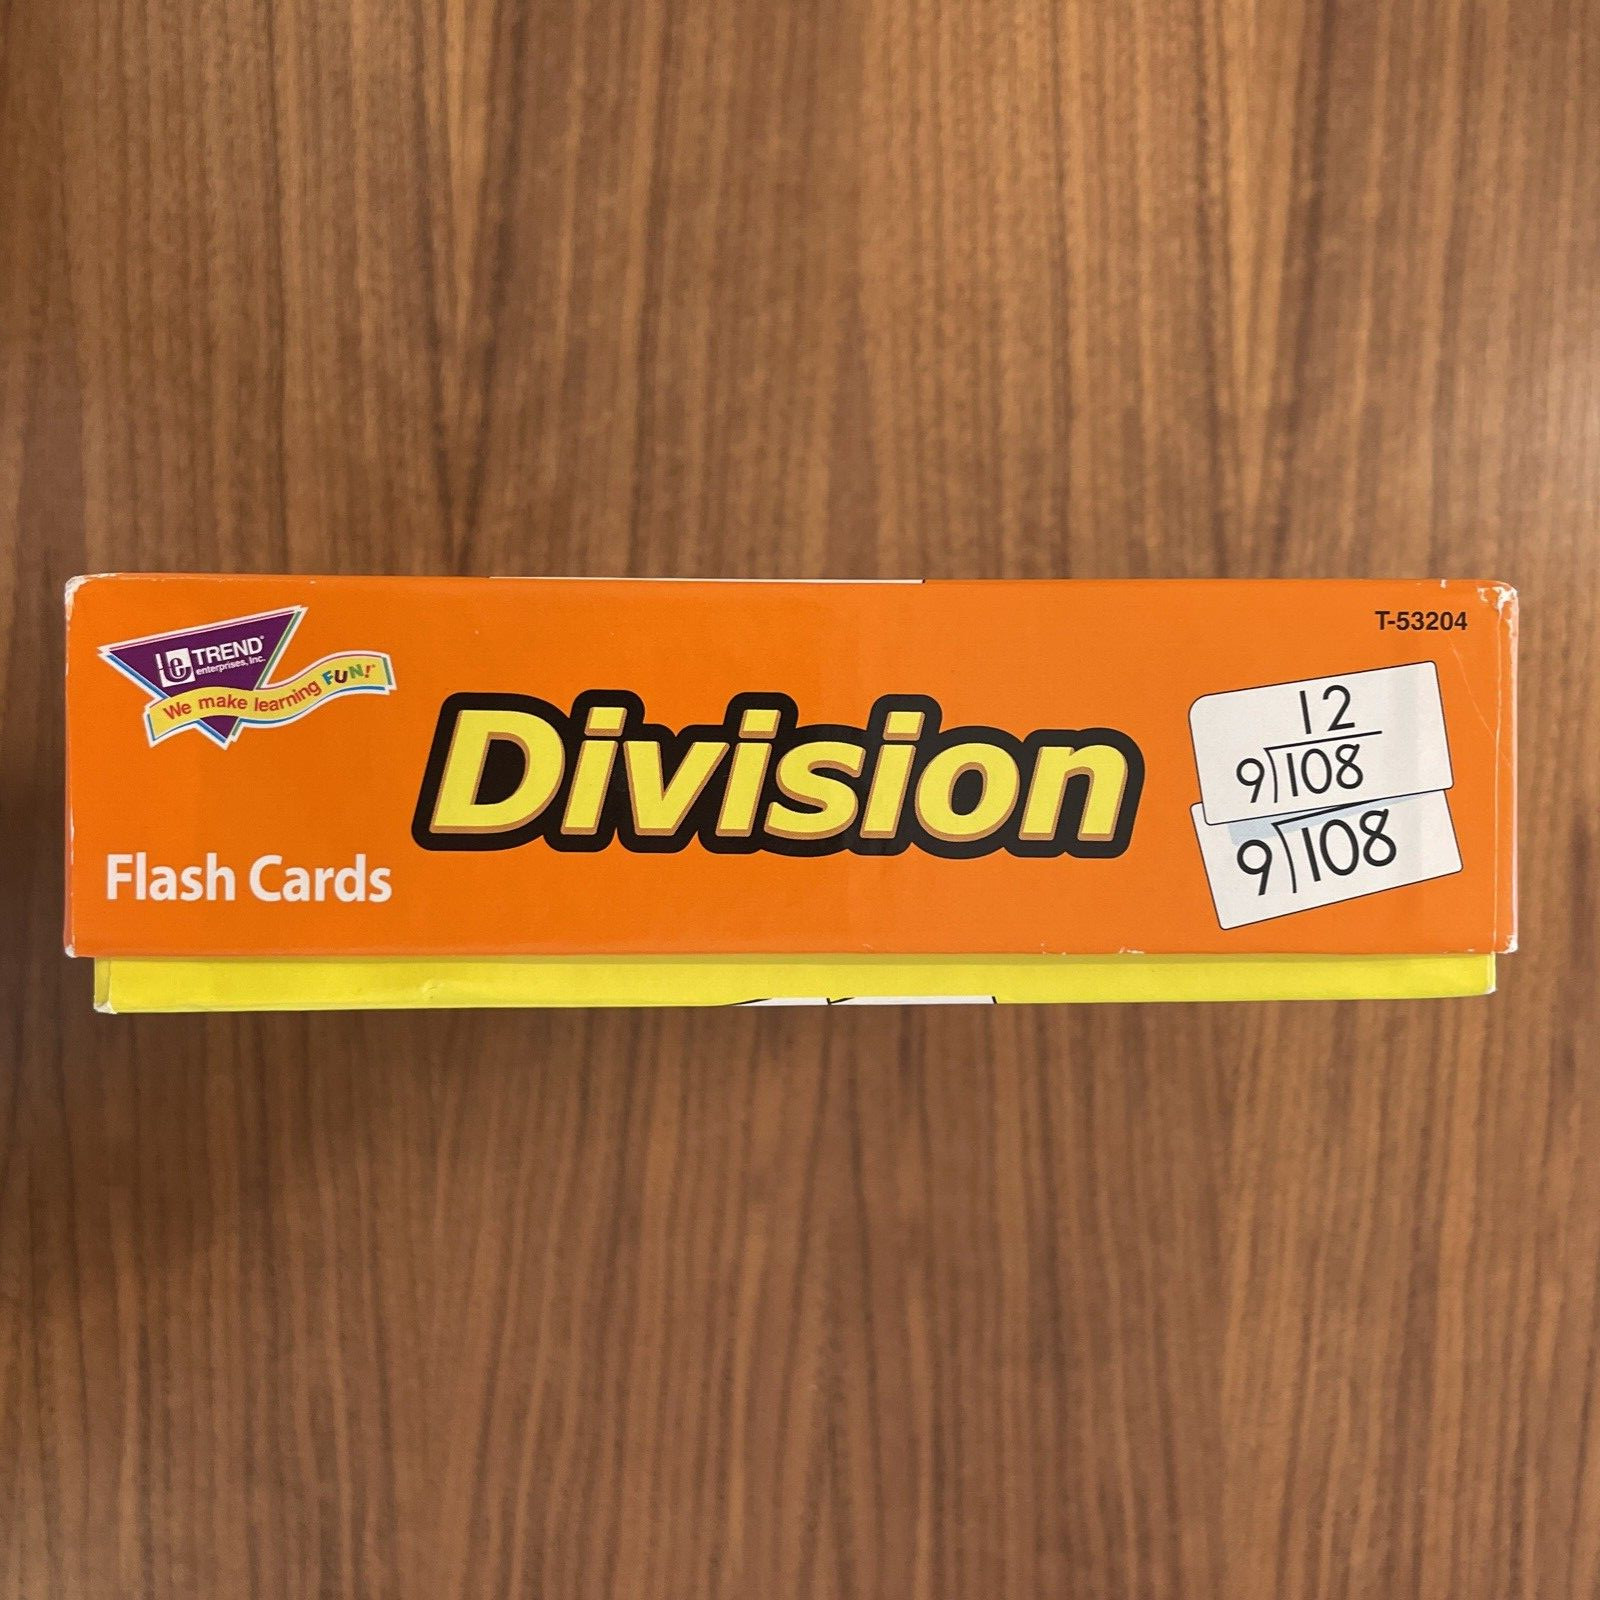 TREND®
enterprises, Inc.
We make learning FUN!®
T-53204
Division
Flash Cards
12
9)108
9)108